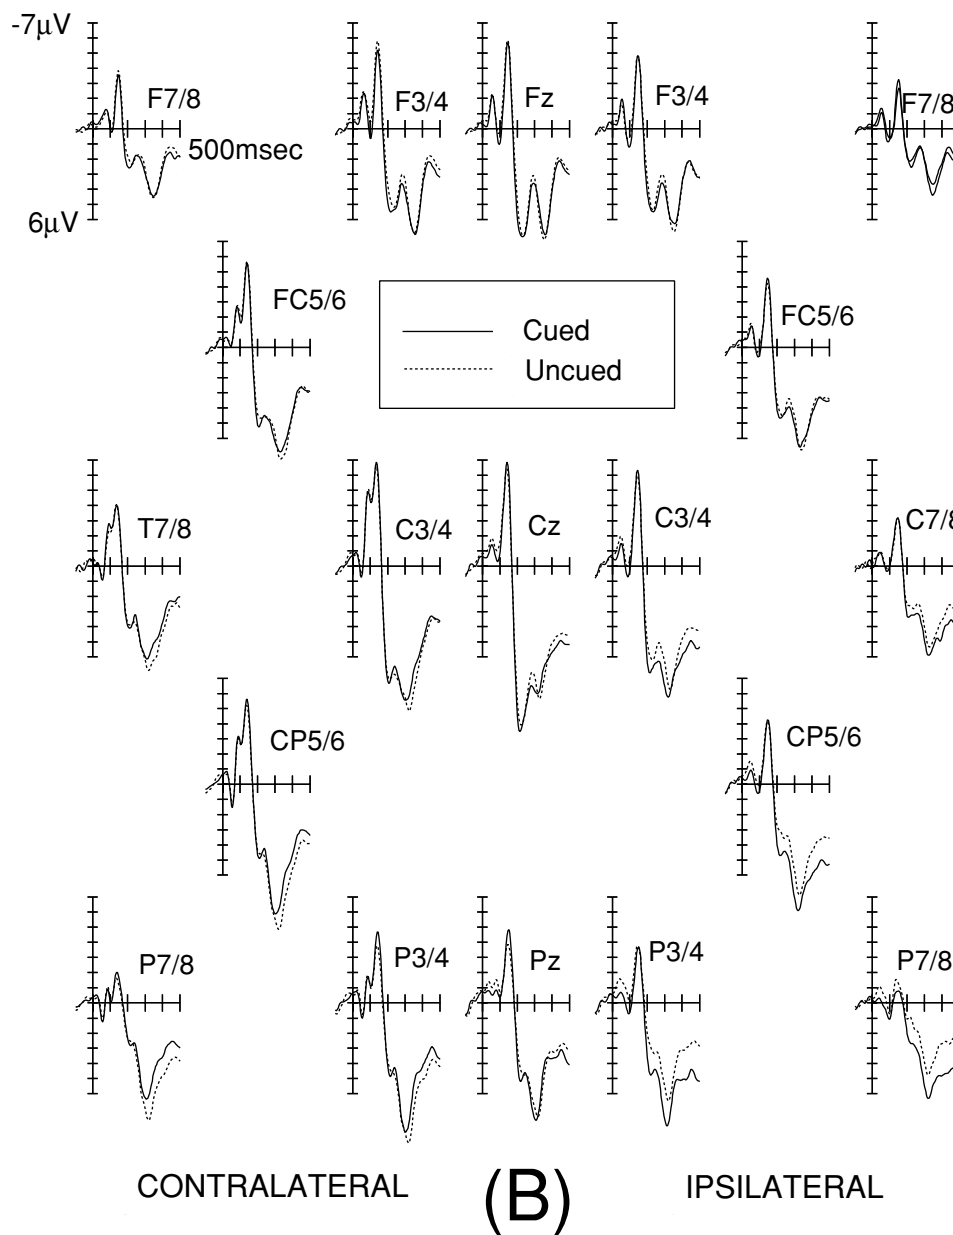 -7µV
F7/8 F3/4 Fz F3/4 F7/8
500msec
6µV
FC5/6 FC5/6
Cued
Uncued
T7/8 C3/4 Cz C3/4 C7/8
CP5/6 CP5/6
P7/8 P3/4 Pz P3/4 P7/8
CONTRALATERAL (B) IPSILATERAL